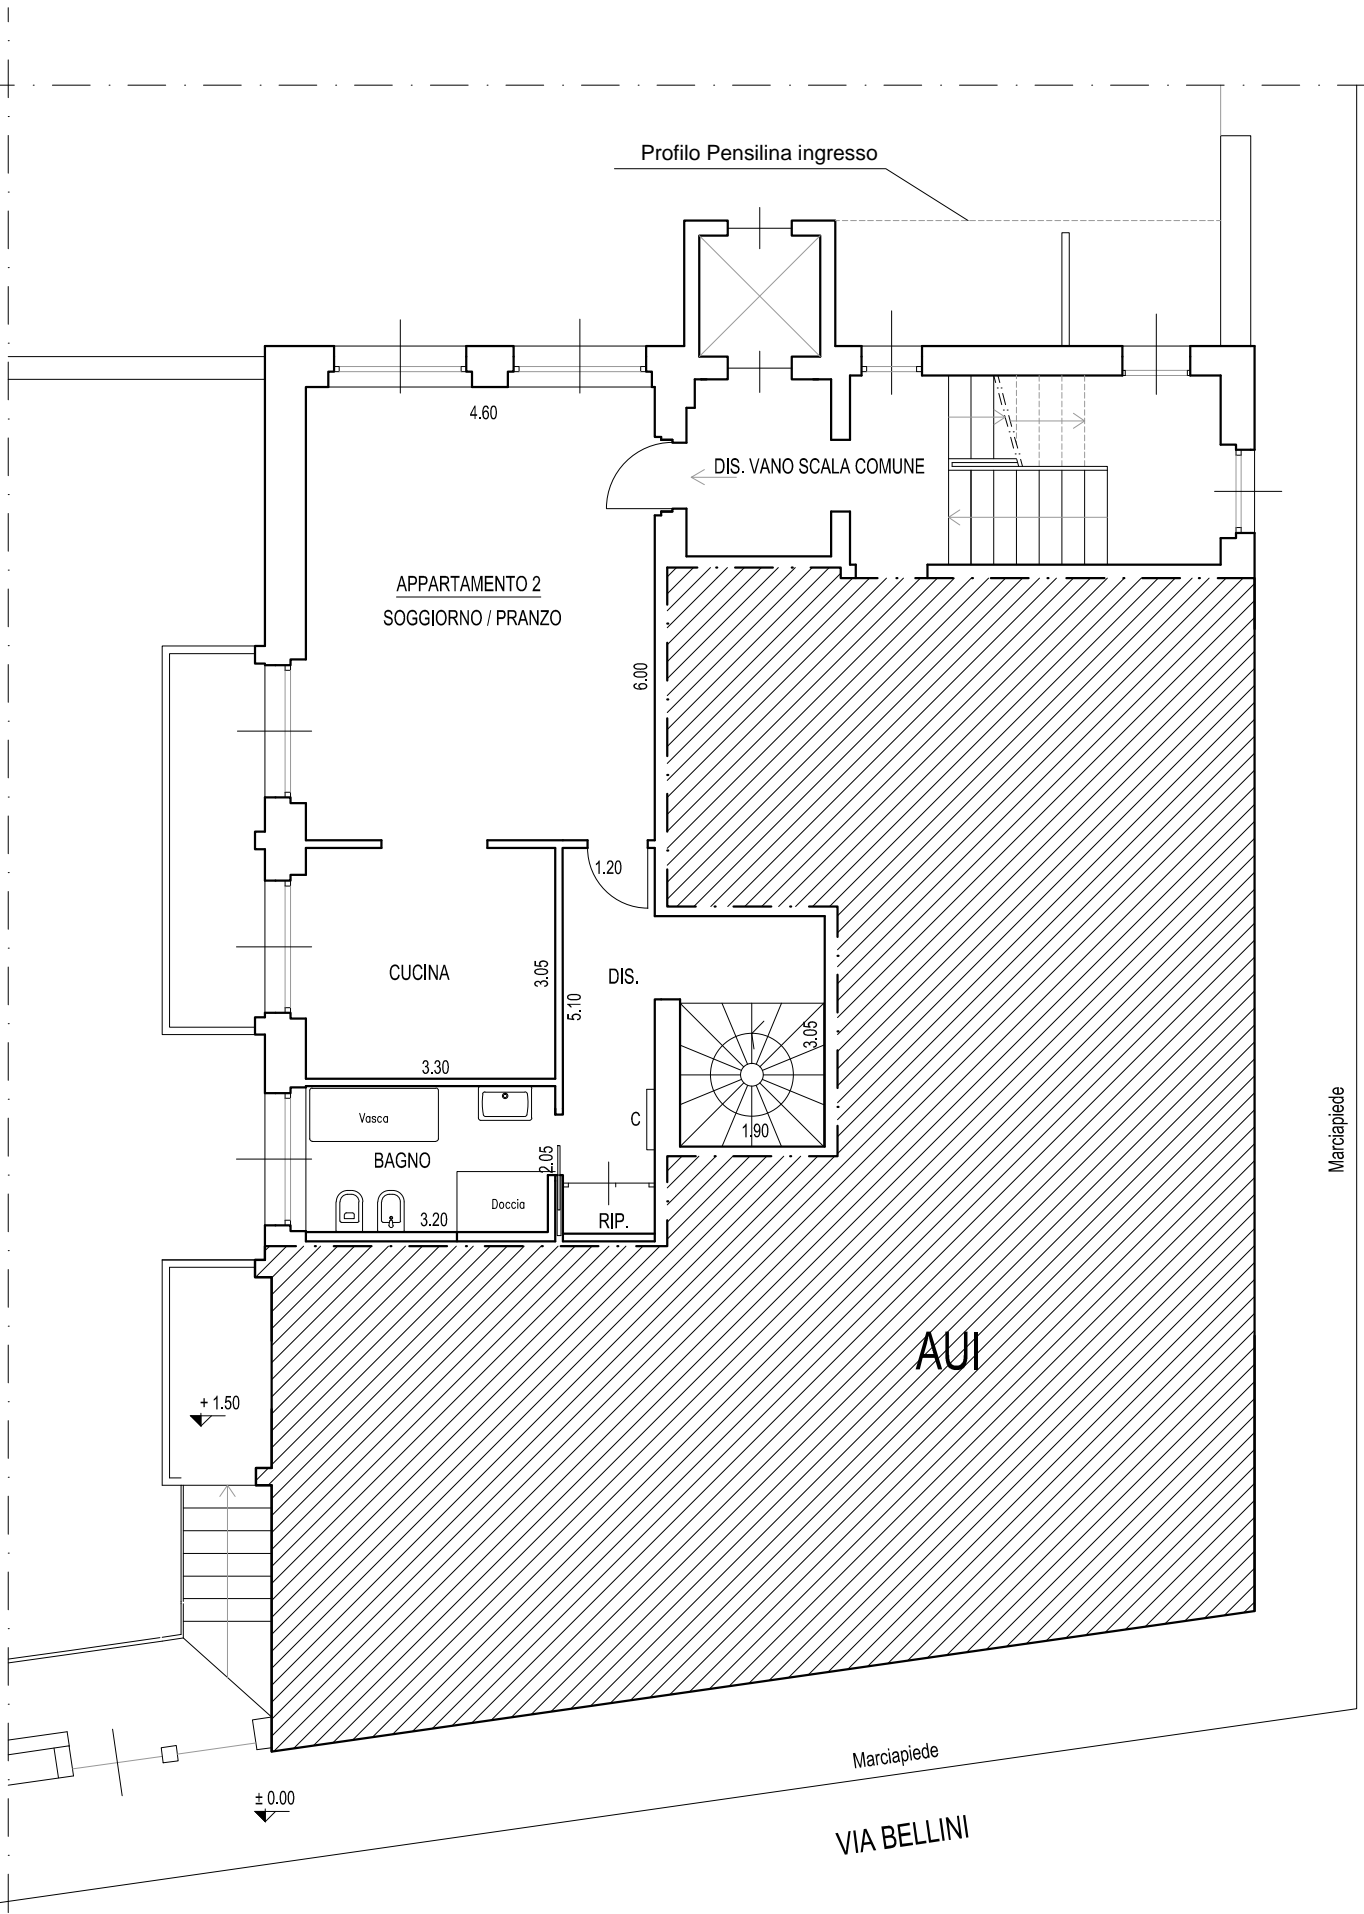 Profilo Pensilina ingresso
4.60
DIS. VANO SCALA COMUNE
APPARTAMENTO 2
SOGGIORNO / PRANZO
6.00
1.20
CUCINA
3.05
DIS.
5.10
3.05
3.30
Vasca
C
1.90
BAGNO
2.05
Doccia
3.20
RIP.
Marciapiede
AUI
+ 1.50
Marciapiede
± 0.00
VIA BELLINI